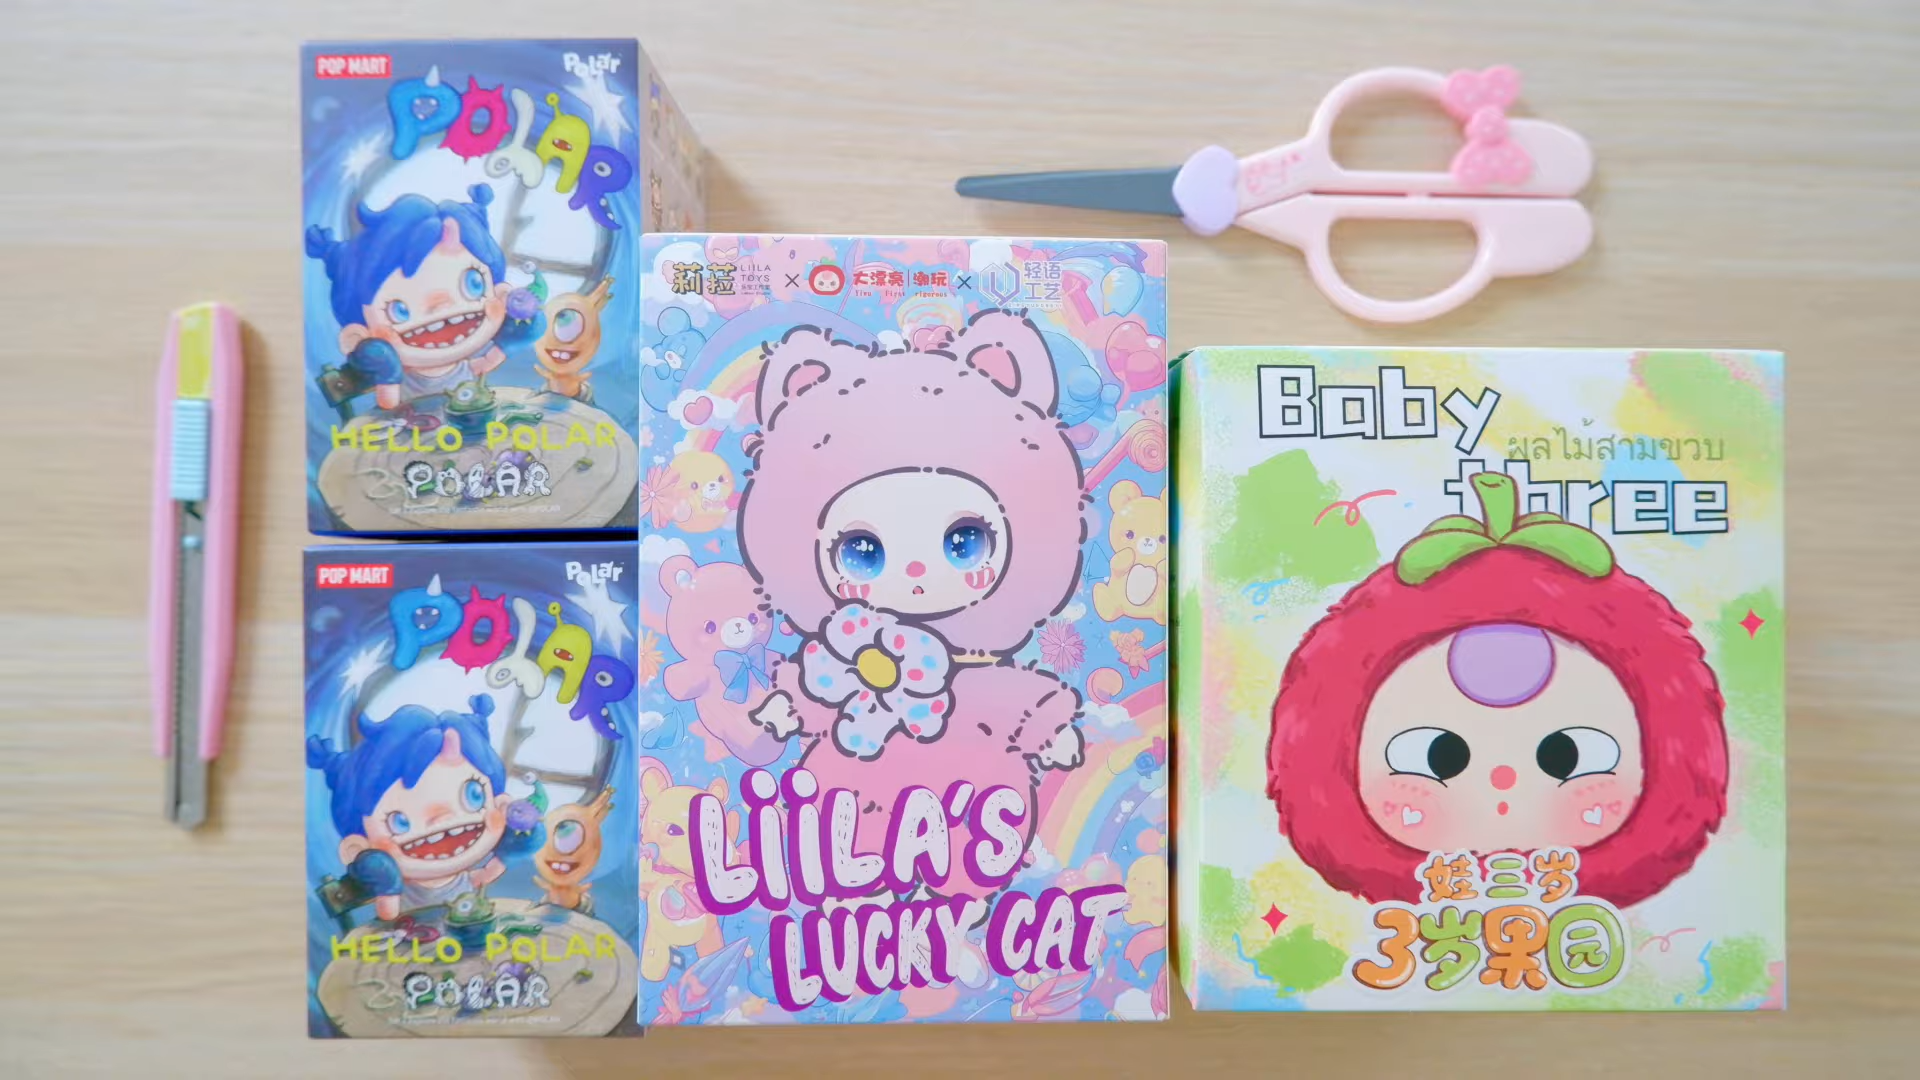 POP MART
Polar
POLAR
HELLO POLAR
POLAR
POP MART
Polar
POLAR
HELLO POLAR
POLAR
莉菈 LIILA TOYS × 大漂亮 潮玩 × 轻语工艺
LiiLA'S
LUCKY CAT
Baby
ผลไม้สามขวบ
three
娃三岁
3岁果园